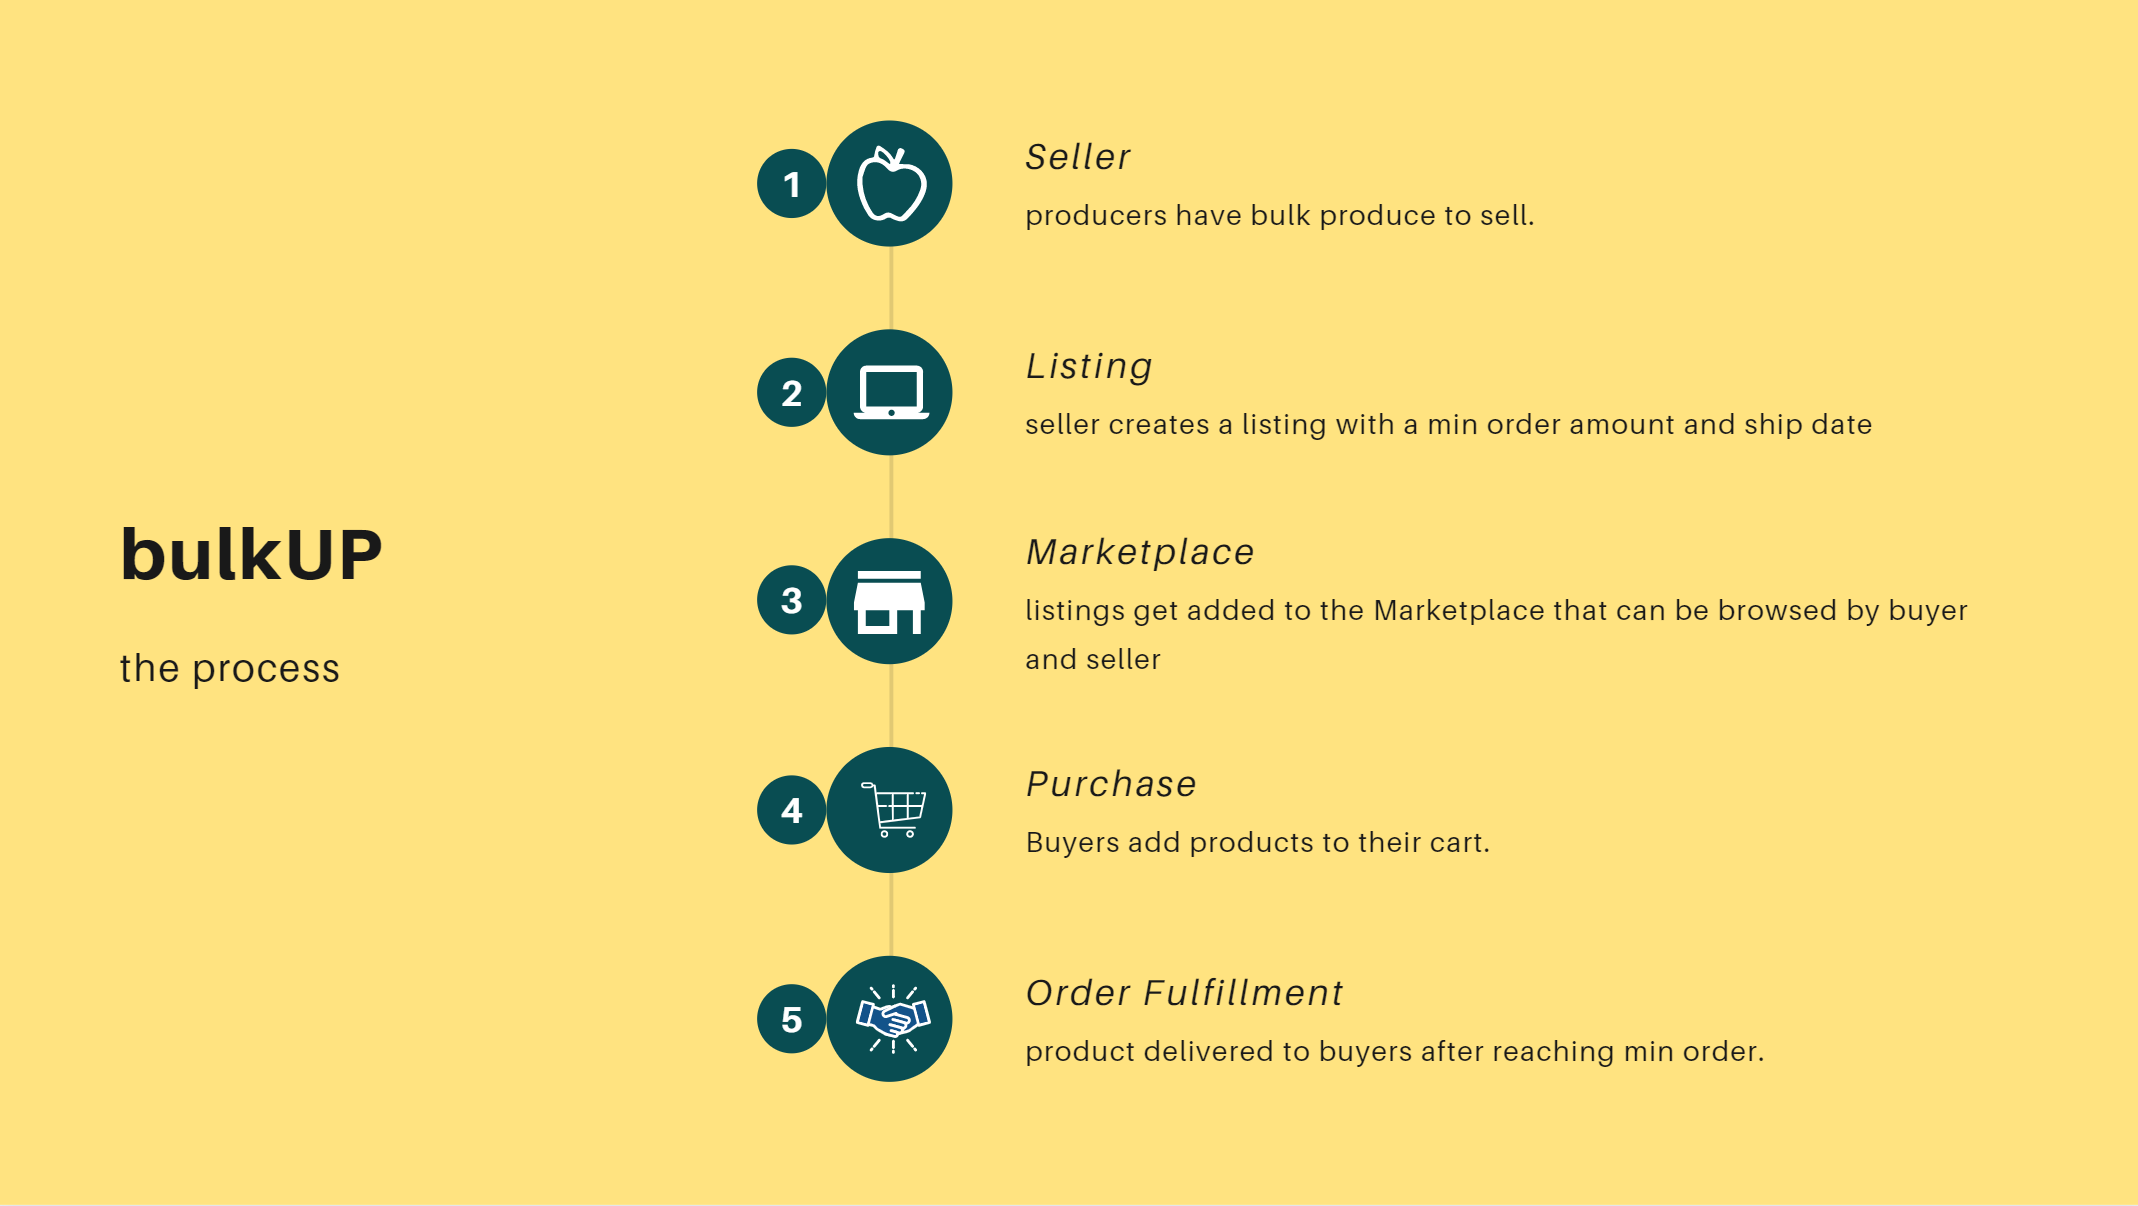 bulkUP
the process
1
Seller
producers have bulk produce to sell.
2
Listing
seller creates a listing with a min order amount and ship date
3
Marketplace
listings get added to the Marketplace that can be browsed by buyer
and seller
4
Purchase
Buyers add products to their cart.
5
Order Fulfillment
product delivered to buyers after reaching min order.